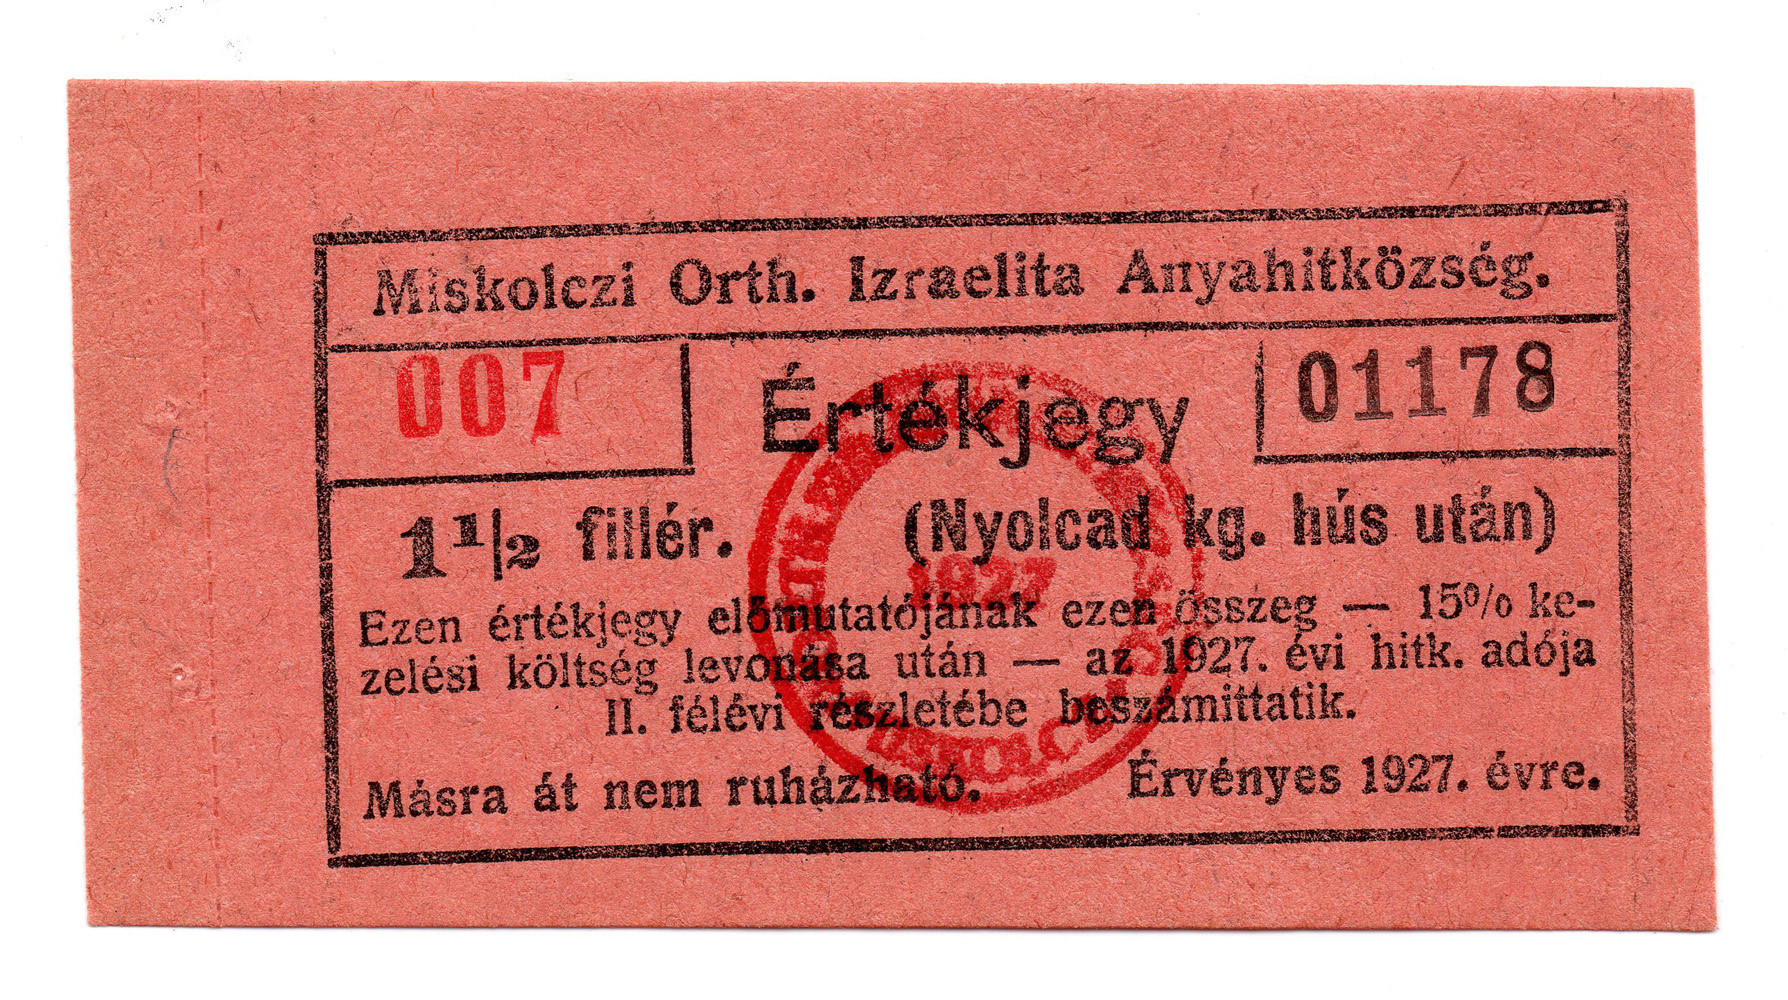 Miskolczi Orth. Izraelita Anyahitközség.
007 Értékjegy 01178
1 1/2 fillér. (Nyolcad kg. hús után)
1927
Ezen értékjegy előmutatójának ezen összeg — 15% ke-
zelési költség levonása után — az 1927. évi hitk. adója
II. félévi részletébe beszámittatik.
Másra át nem ruházható. Érvényes 1927. évre.